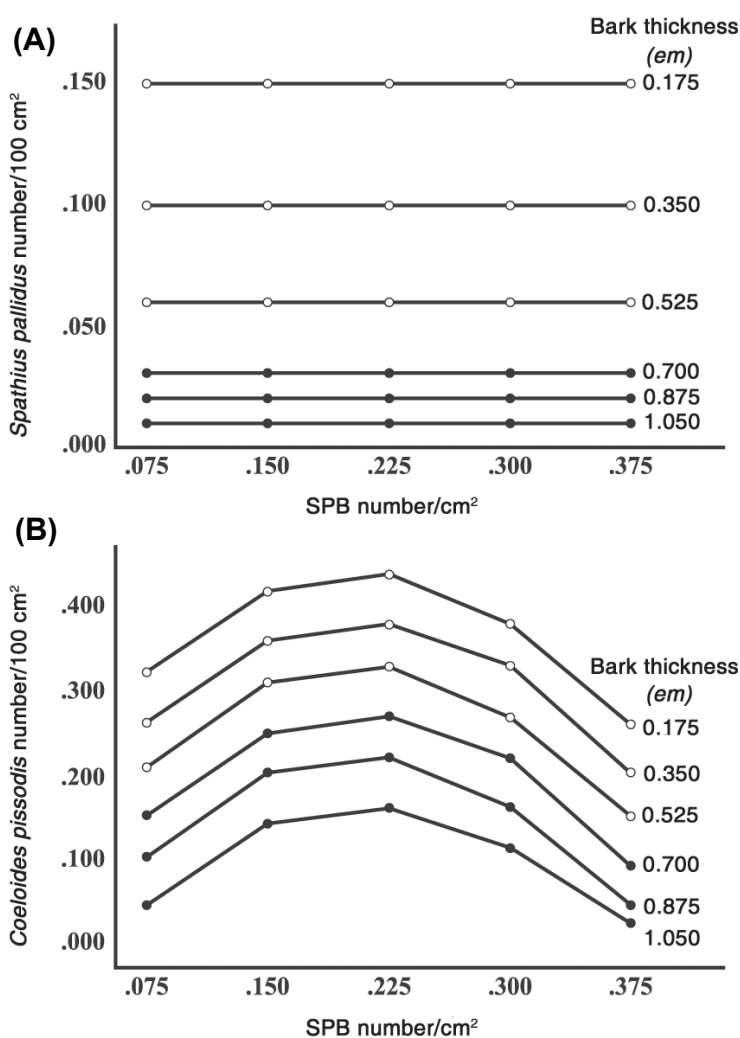 (A)
Bark thickness
(em)
Spathius pallidus number/100 cm²
.150
.100
.050
.000
0.175
0.350
0.525
0.700
0.875
1.050
.075 .150 .225 .300 .375
SPB number/cm²
(B)
Coeloides pissodis number/100 cm²
.400
.300
.200
.100
.000
Bark thickness
(em)
0.175
0.350
0.525
0.700
0.875
1.050
.075 .150 .225 .300 .375
SPB number/cm²